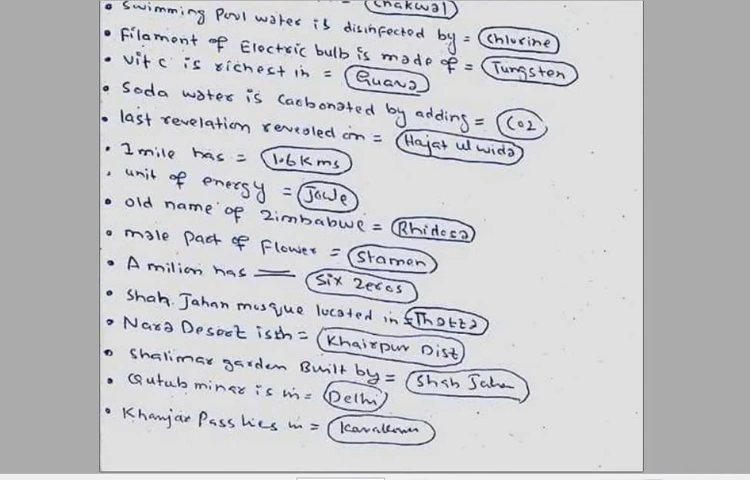 = Chakwal
• Swimming Pool water is disinfected by = Chlorine
• Filament of Electric bulb is made of = Tungsten
• Vit C is richest in = Guava
• Soda water is Carbonated by adding = Co2
• last revelation revealed on = Hajat ul wida
• 1 mile has = 1.6 Kms
• unit of energy = Joule
• old name of Zimbabwe = Rhidosa
• male part of Flower = Stamen
• A milion has — Six Zeros
• Shah Jahan mosque located in = Thatta
• Nara Desert is in = Khairpur Dist
• Shalimar garden Built by = Shah Jahan
• Qutub minar is in = Delhi
• Khunjar Pass lies in = Karakoram